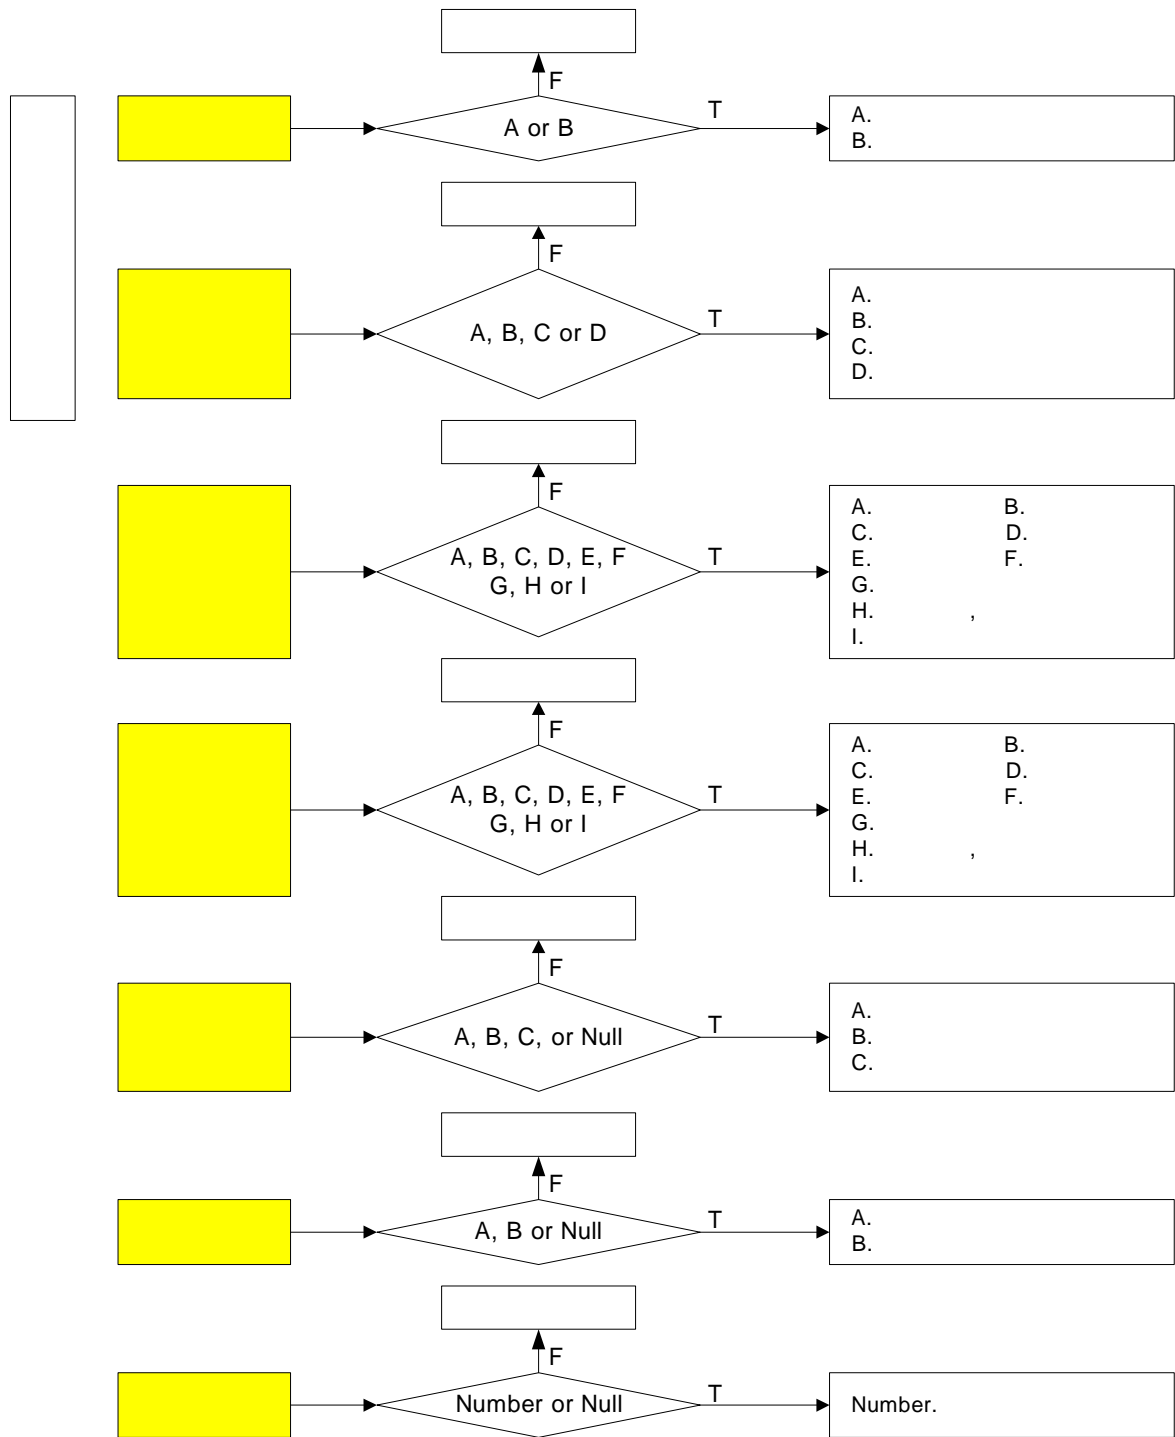 F
A or B
T
A.
B.
F
A, B, C or D
T
A.
B.
C.
D.
F
A, B, C, D, E, F
G, H or I
T
A. B.
C. D.
E. F.
G.
H. ,
I.
F
A, B, C, D, E, F
G, H or I
T
A. B.
C. D.
E. F.
G.
H. ,
I.
F
A, B, C, or Null
T
A.
B.
C.
F
A, B or Null
T
A.
B.
F
Number or Null
T
Number.